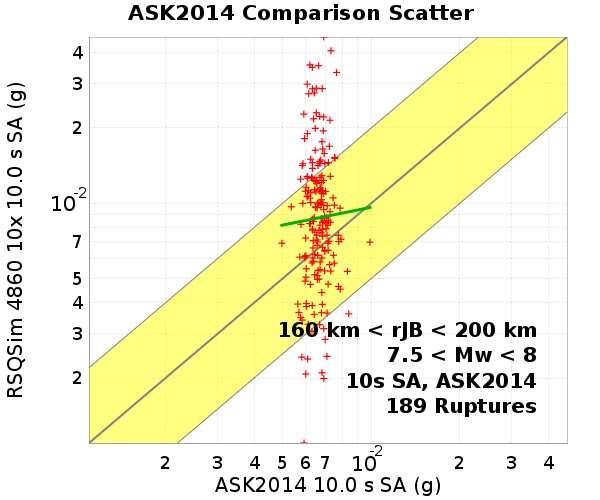 ASK2014 Comparison Scatter
RSQSim 4860 10x 10.0 s SA (g)
4
3
2
10-2
7
5
4
3
2
160 km < rJB < 200 km
7.5 < Mw < 8
10s SA, ASK2014
189 Ruptures
2 3 4 5 6 7 10-2 2 3 4
ASK2014 10.0 s SA (g)